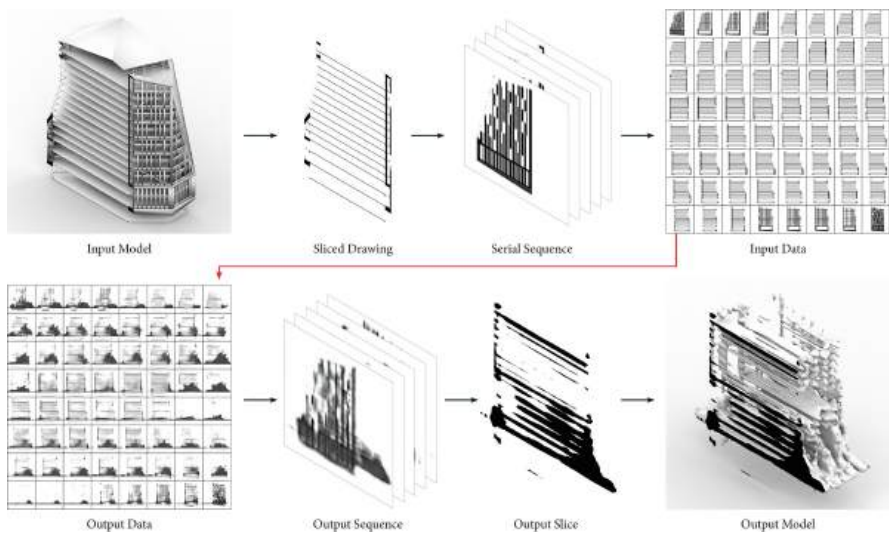 Input Model
Sliced Drawing
Serial Sequence
Input Data
Output Data
Output Sequence
Output Slice
Output Model